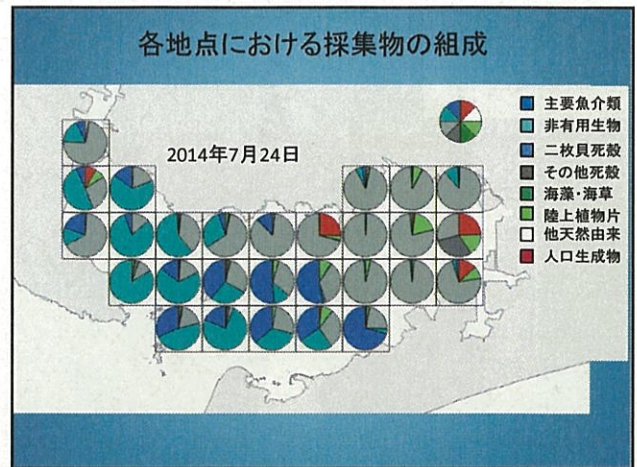 各地点における採集物の組成
2014年7月24日
主要魚介類
非有用生物
二枚貝死殻
その他死殻
海藻・海草
陸上植物片
他天然由来
人口生成物